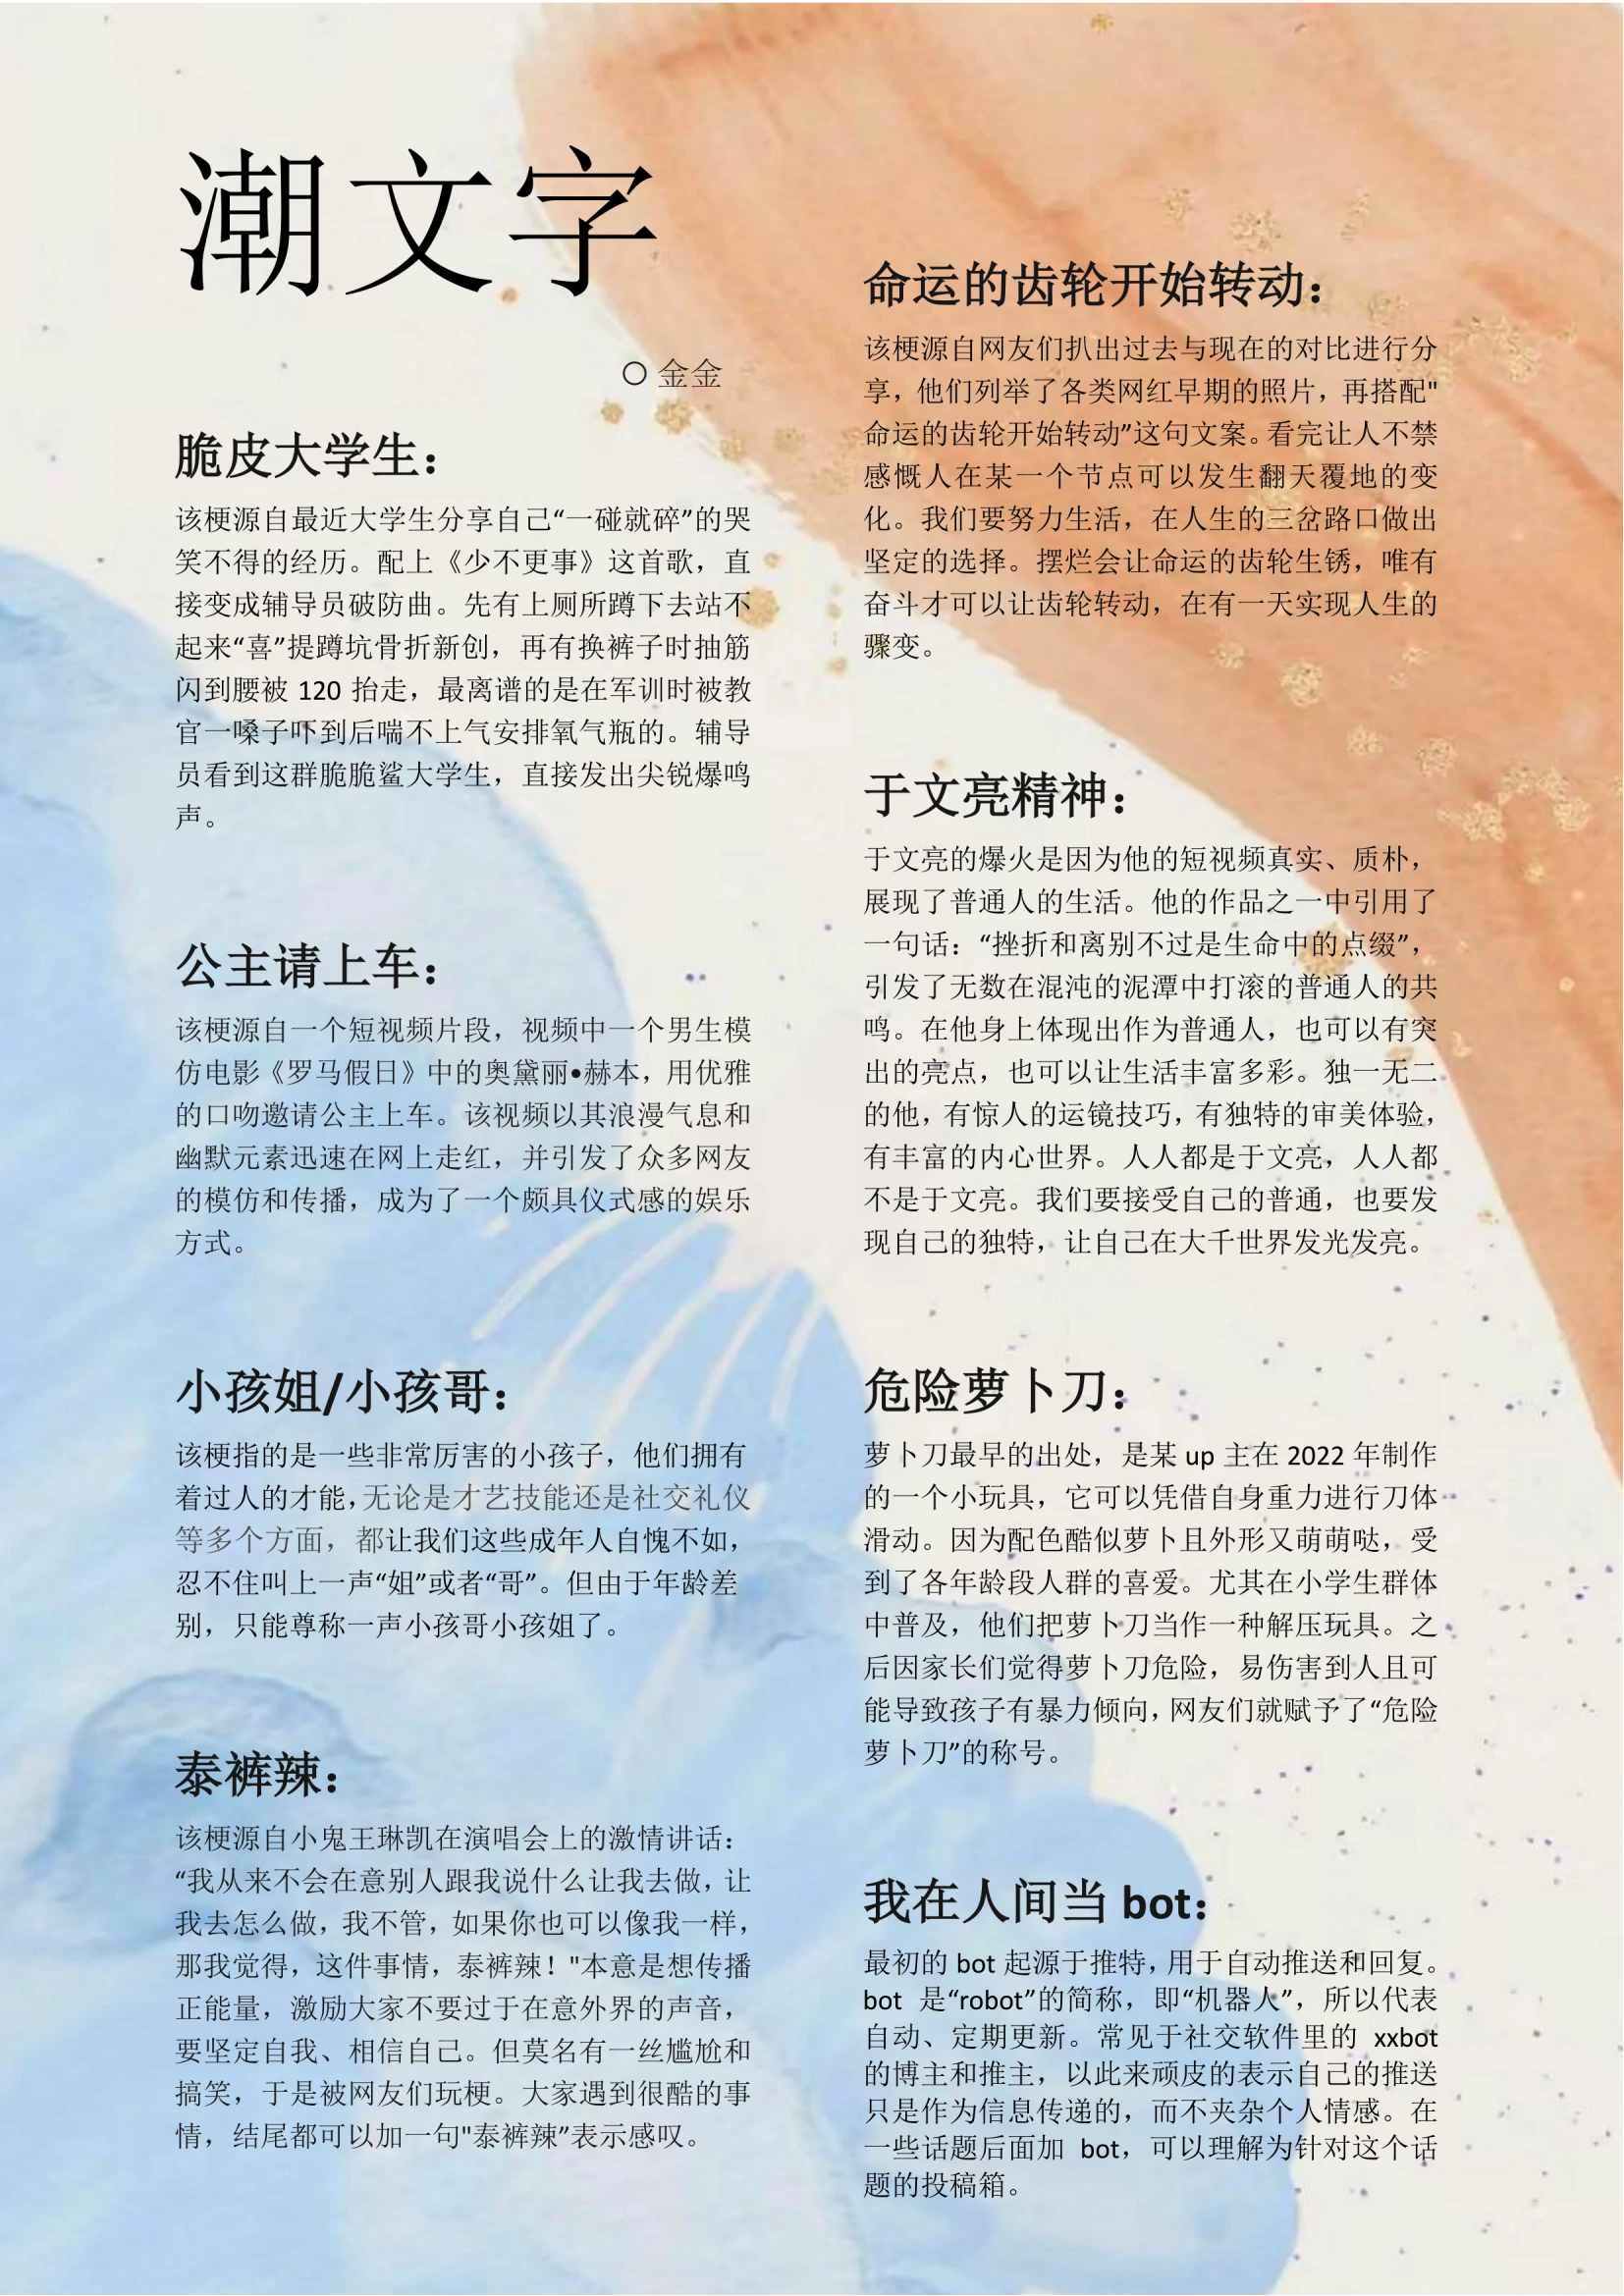 潮文字
○ 金金
脆皮大学生：
该梗源自最近大学生分享自己“一碰就碎”的哭
笑不得的经历。配上《少不更事》这首歌，直
接变成辅导员破防曲。先有上厕所蹲下去站不
起来“喜”提蹲坑骨折新创，再有换裤子时抽筋
闪到腰被 120 抬走，最离谱的是在军训时被教
官一嗓子吓到后喘不上气安排氧气瓶的。辅导
员看到这群脆脆鲨大学生，直接发出尖锐爆鸣
声。
公主请上车：
该梗源自一个短视频片段，视频中一个男生模
仿电影《罗马假日》中的奥黛丽•赫本，用优雅
的口吻邀请公主上车。该视频以其浪漫气息和
幽默元素迅速在网上走红，并引发了众多网友
的模仿和传播，成为了一个颇具仪式感的娱乐
方式。
小孩姐/小孩哥：
该梗指的是一些非常厉害的小孩子，他们拥有
着过人的才能，无论是才艺技能还是社交礼仪
等多个方面，都让我们这些成年人自愧不如，
忍不住叫上一声“姐”或者“哥”。但由于年龄差
别，只能尊称一声小孩哥小孩姐了。
泰裤辣：
该梗源自小鬼王琳凯在演唱会上的激情讲话：
“我从来不会在意别人跟我说什么让我去做，让
我去怎么做，我不管，如果你也可以像我一样，
那我觉得，这件事情，泰裤辣！"本意是想传播
正能量，激励大家不要过于在意外界的声音，
要坚定自我、相信自己。但莫名有一丝尴尬和
搞笑，于是被网友们玩梗。大家遇到很酷的事
情，结尾都可以加一句"泰裤辣”表示感叹。
命运的齿轮开始转动：
该梗源自网友们扒出过去与现在的对比进行分
享，他们列举了各类网红早期的照片，再搭配"
命运的齿轮开始转动”这句文案。看完让人不禁
感慨人在某一个节点可以发生翻天覆地的变
化。我们要努力生活，在人生的三岔路口做出
坚定的选择。摆烂会让命运的齿轮生锈，唯有
奋斗才可以让齿轮转动，在有一天实现人生的
骤变。
于文亮精神：
于文亮的爆火是因为他的短视频真实、质朴，
展现了普通人的生活。他的作品之一中引用了
一句话：“挫折和离别不过是生命中的点缀”，
引发了无数在混沌的泥潭中打滚的普通人的共
鸣。在他身上体现出作为普通人，也可以有突
出的亮点，也可以让生活丰富多彩。独一无二
的他，有惊人的运镜技巧，有独特的审美体验，
有丰富的内心世界。人人都是于文亮，人人都
不是于文亮。我们要接受自己的普通，也要发
现自己的独特，让自己在大千世界发光发亮。
危险萝卜刀：
萝卜刀最早的出处，是某 up 主在 2022 年制作
的一个小玩具，它可以凭借自身重力进行刀体
滑动。因为配色酷似萝卜且外形又萌萌哒，受
到了各年龄段人群的喜爱。尤其在小学生群体
中普及，他们把萝卜刀当作一种解压玩具。之
后因家长们觉得萝卜刀危险，易伤害到人且可
能导致孩子有暴力倾向，网友们就赋予了“危险
萝卜刀”的称号。
我在人间当 bot：
最初的 bot 起源于推特，用于自动推送和回复。
bot 是“robot”的简称，即“机器人”，所以代表
自动、定期更新。常见于社交软件里的 xxbot
的博主和推主，以此来顽皮的表示自己的推送
只是作为信息传递的，而不夹杂个人情感。在
一些话题后面加 bot，可以理解为针对这个话
题的投稿箱。